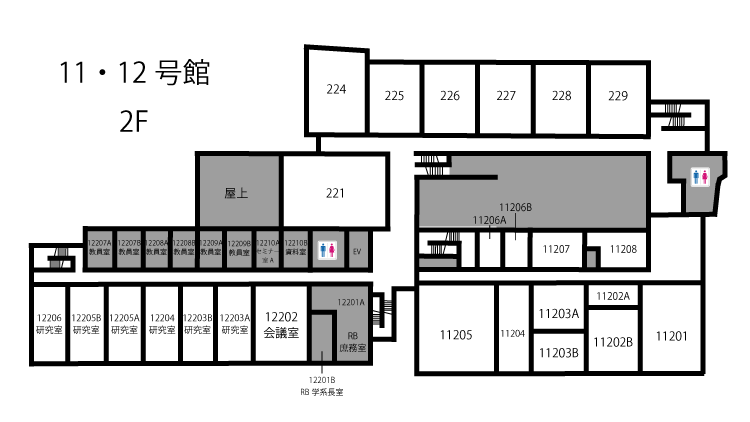 11・12 号館
2F
224
225
226
227
228
229
屋上
221
11206B
11206A
12207A
教員室
12207B
教員室
12208A
教員室
12208B
教員室
12209A
教員室
12209B
教員室
12210A
セミナー
室 A
12210B
資料室
EV
11207
11208
12206
研究室
12205B
研究室
12205A
研究室
12204
研究室
12203B
研究室
12203A
研究室
12202
会議室
12201A
RB
庶務室
12201B
RB 学系長室
11205
11204
11203A
11203B
11202A
11202B
11201